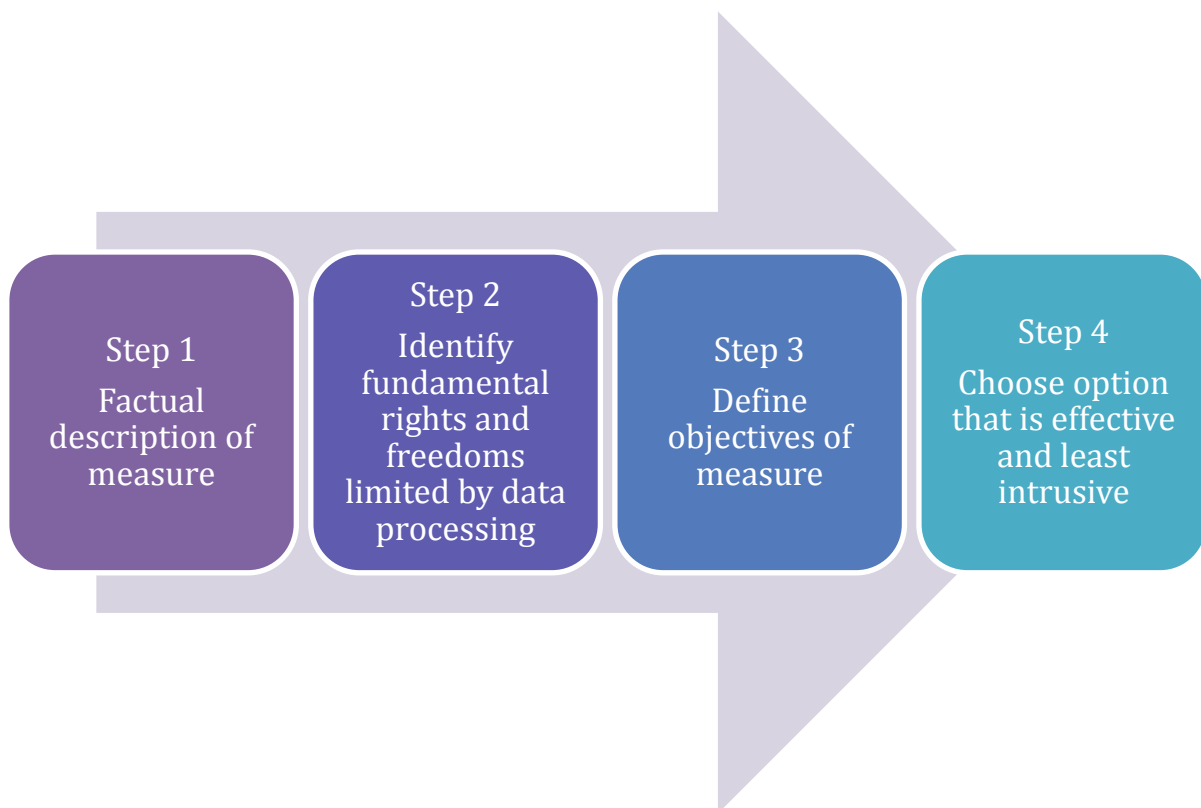 Step 1
Factual
description of
measure
Step 2
Identify
fundamental
rights and
freedoms
limited by data
processing
Step 3
Define
objectives of
measure
Step 4
Choose option
that is effective
and least
intrusive